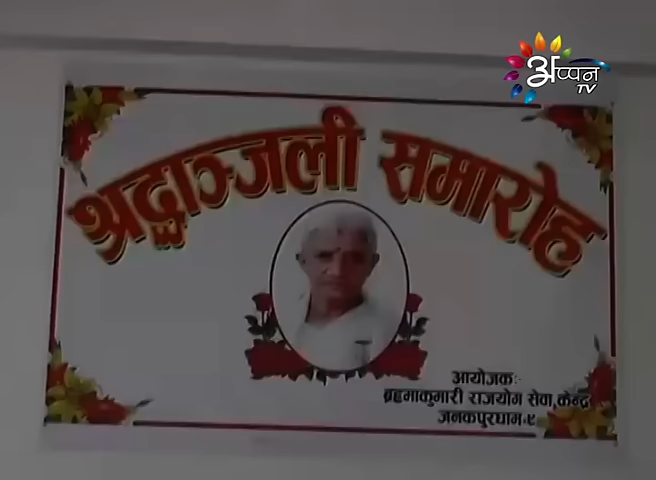 अप्पन
TV
श्रद्धाञ्जली समारोह
आयोजकः-
ब्रह्माकुमारी राजयोग सेवा केन्द्र
जनकपुरधाम-९